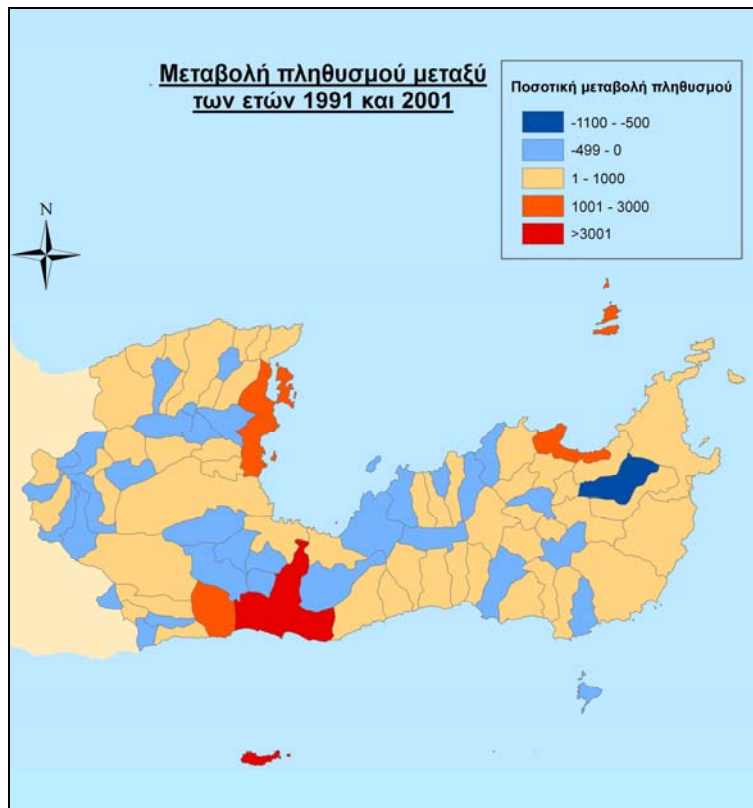 Μεταβολή πληθυσμού μεταξύ
των ετών 1991 και 2001
Ποσοτική μεταβολή πληθυσμού
-1100 - -500
-499 - 0
1 - 1000
1001 - 3000
>3001
N